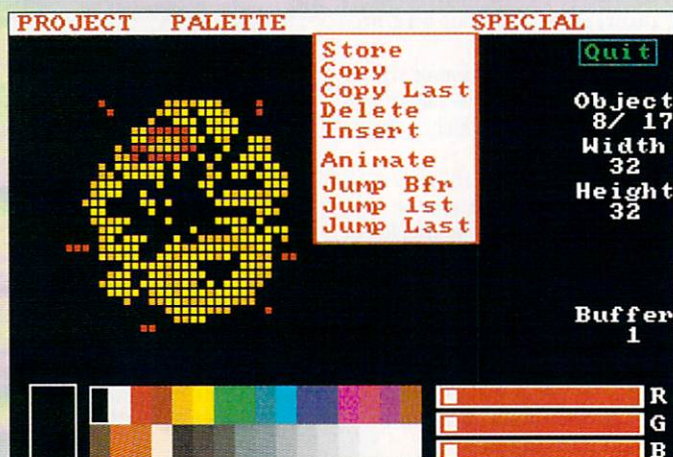 PROJECT PALETTE SPECIAL
Store
Copy
Copy Last
Delete
Insert
Animate
Jump Bfr
Jump 1st
Jump Last
Quit
Object
8/ 17
Width
32
Height
32
Buffer
1
R
G
B